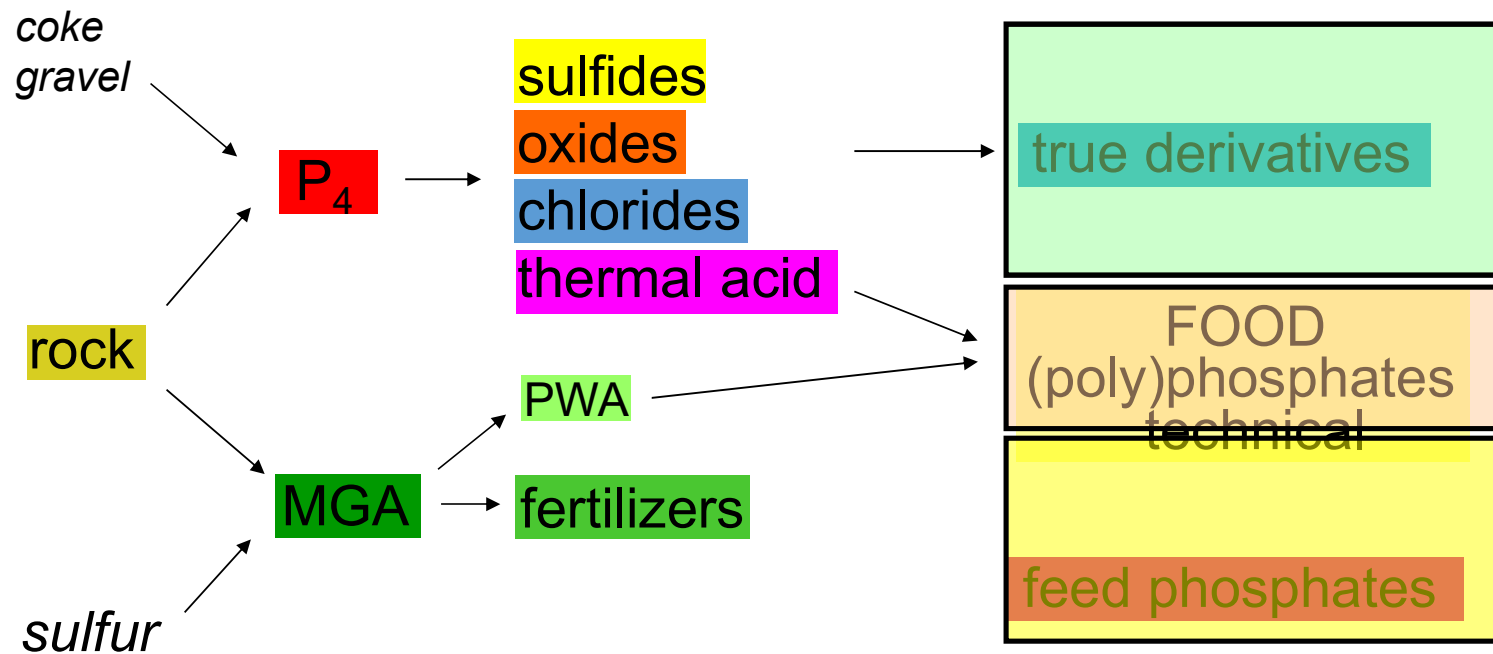 coke
gravel
P₄
rock
MGA
sulfur
sulfides
oxides
chlorides
thermal acid
PWA
fertilizers
true derivatives
FOOD
(poly)phosphates
technical
feed phosphates